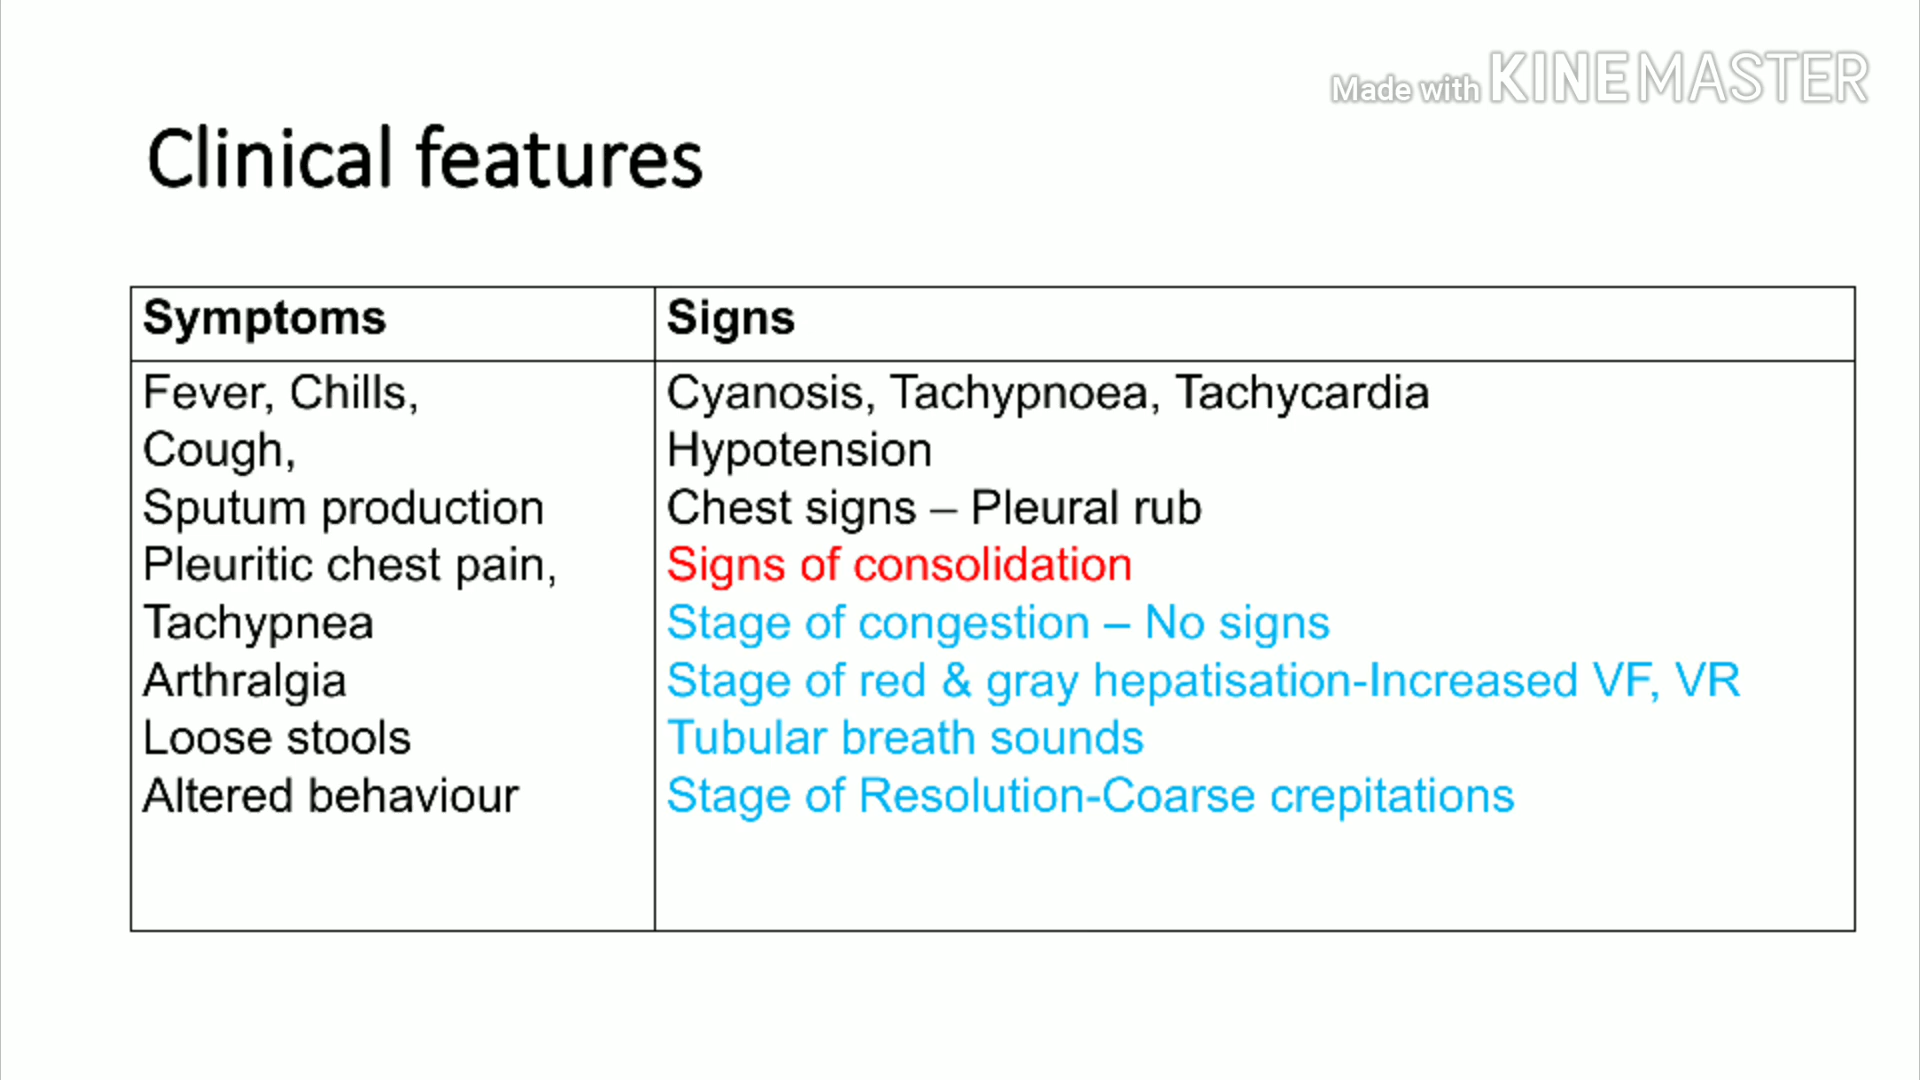 Made with KINEMASTER
Clinical features
Symptoms
Signs
Fever, Chills,
Cough,
Sputum production
Pleuritic chest pain,
Tachypnea
Arthralgia
Loose stools
Altered behaviour
Cyanosis, Tachypnoea, Tachycardia
Hypotension
Chest signs – Pleural rub
Signs of consolidation
Stage of congestion – No signs
Stage of red & gray hepatisation-Increased VF, VR
Tubular breath sounds
Stage of Resolution-Coarse crepitations